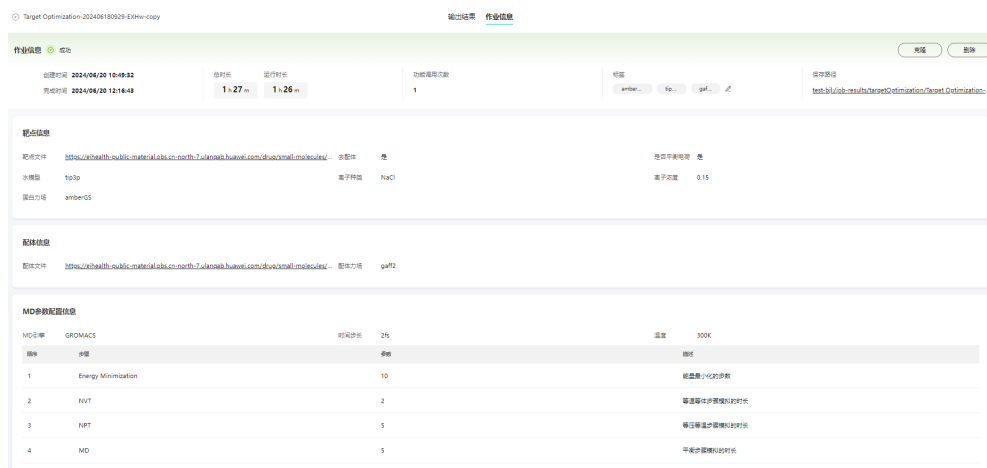 Target Optimization-202406180929-EXHw-copy
输出结果 作业信息
作业信息 成功 克隆 删除
创建时间 2024/06/20 10:49:32
完成时间 2024/06/20 12:16:43
总时长 运行时长
1 h 27 m 1 h 26 m
功能调用次数
1
标签
amber... tip... gaf...
保存路径
test-bjl:/job-results/targetOptimization/Target Optimization-...
靶点信息
靶点文件 https://eihealth-public-material.obs.cn-north-7.ulanqab.huawei.com/drug/small-molecules/... 去配体 是 是否平衡电荷 是
水模型 tip3p 离子种类 NaCl 离子浓度 0.15
蛋白力场 amberGS
配体信息
配体文件 https://eihealth-public-material.obs.cn-north-7.ulanqab.huawei.com/drug/small-molecules/... 配体力场 gaff2
MD参数配置信息
MD引擎 GROMACS 时间步长 2fs 温度 300K
顺序 步骤 参数 描述
1 Energy Minimization 10 能量最小化的步数
2 NVT 2 等温等体步骤模拟的时长
3 NPT 5 等压等温步骤模拟的时长
4 MD 5 平衡步骤模拟的时长